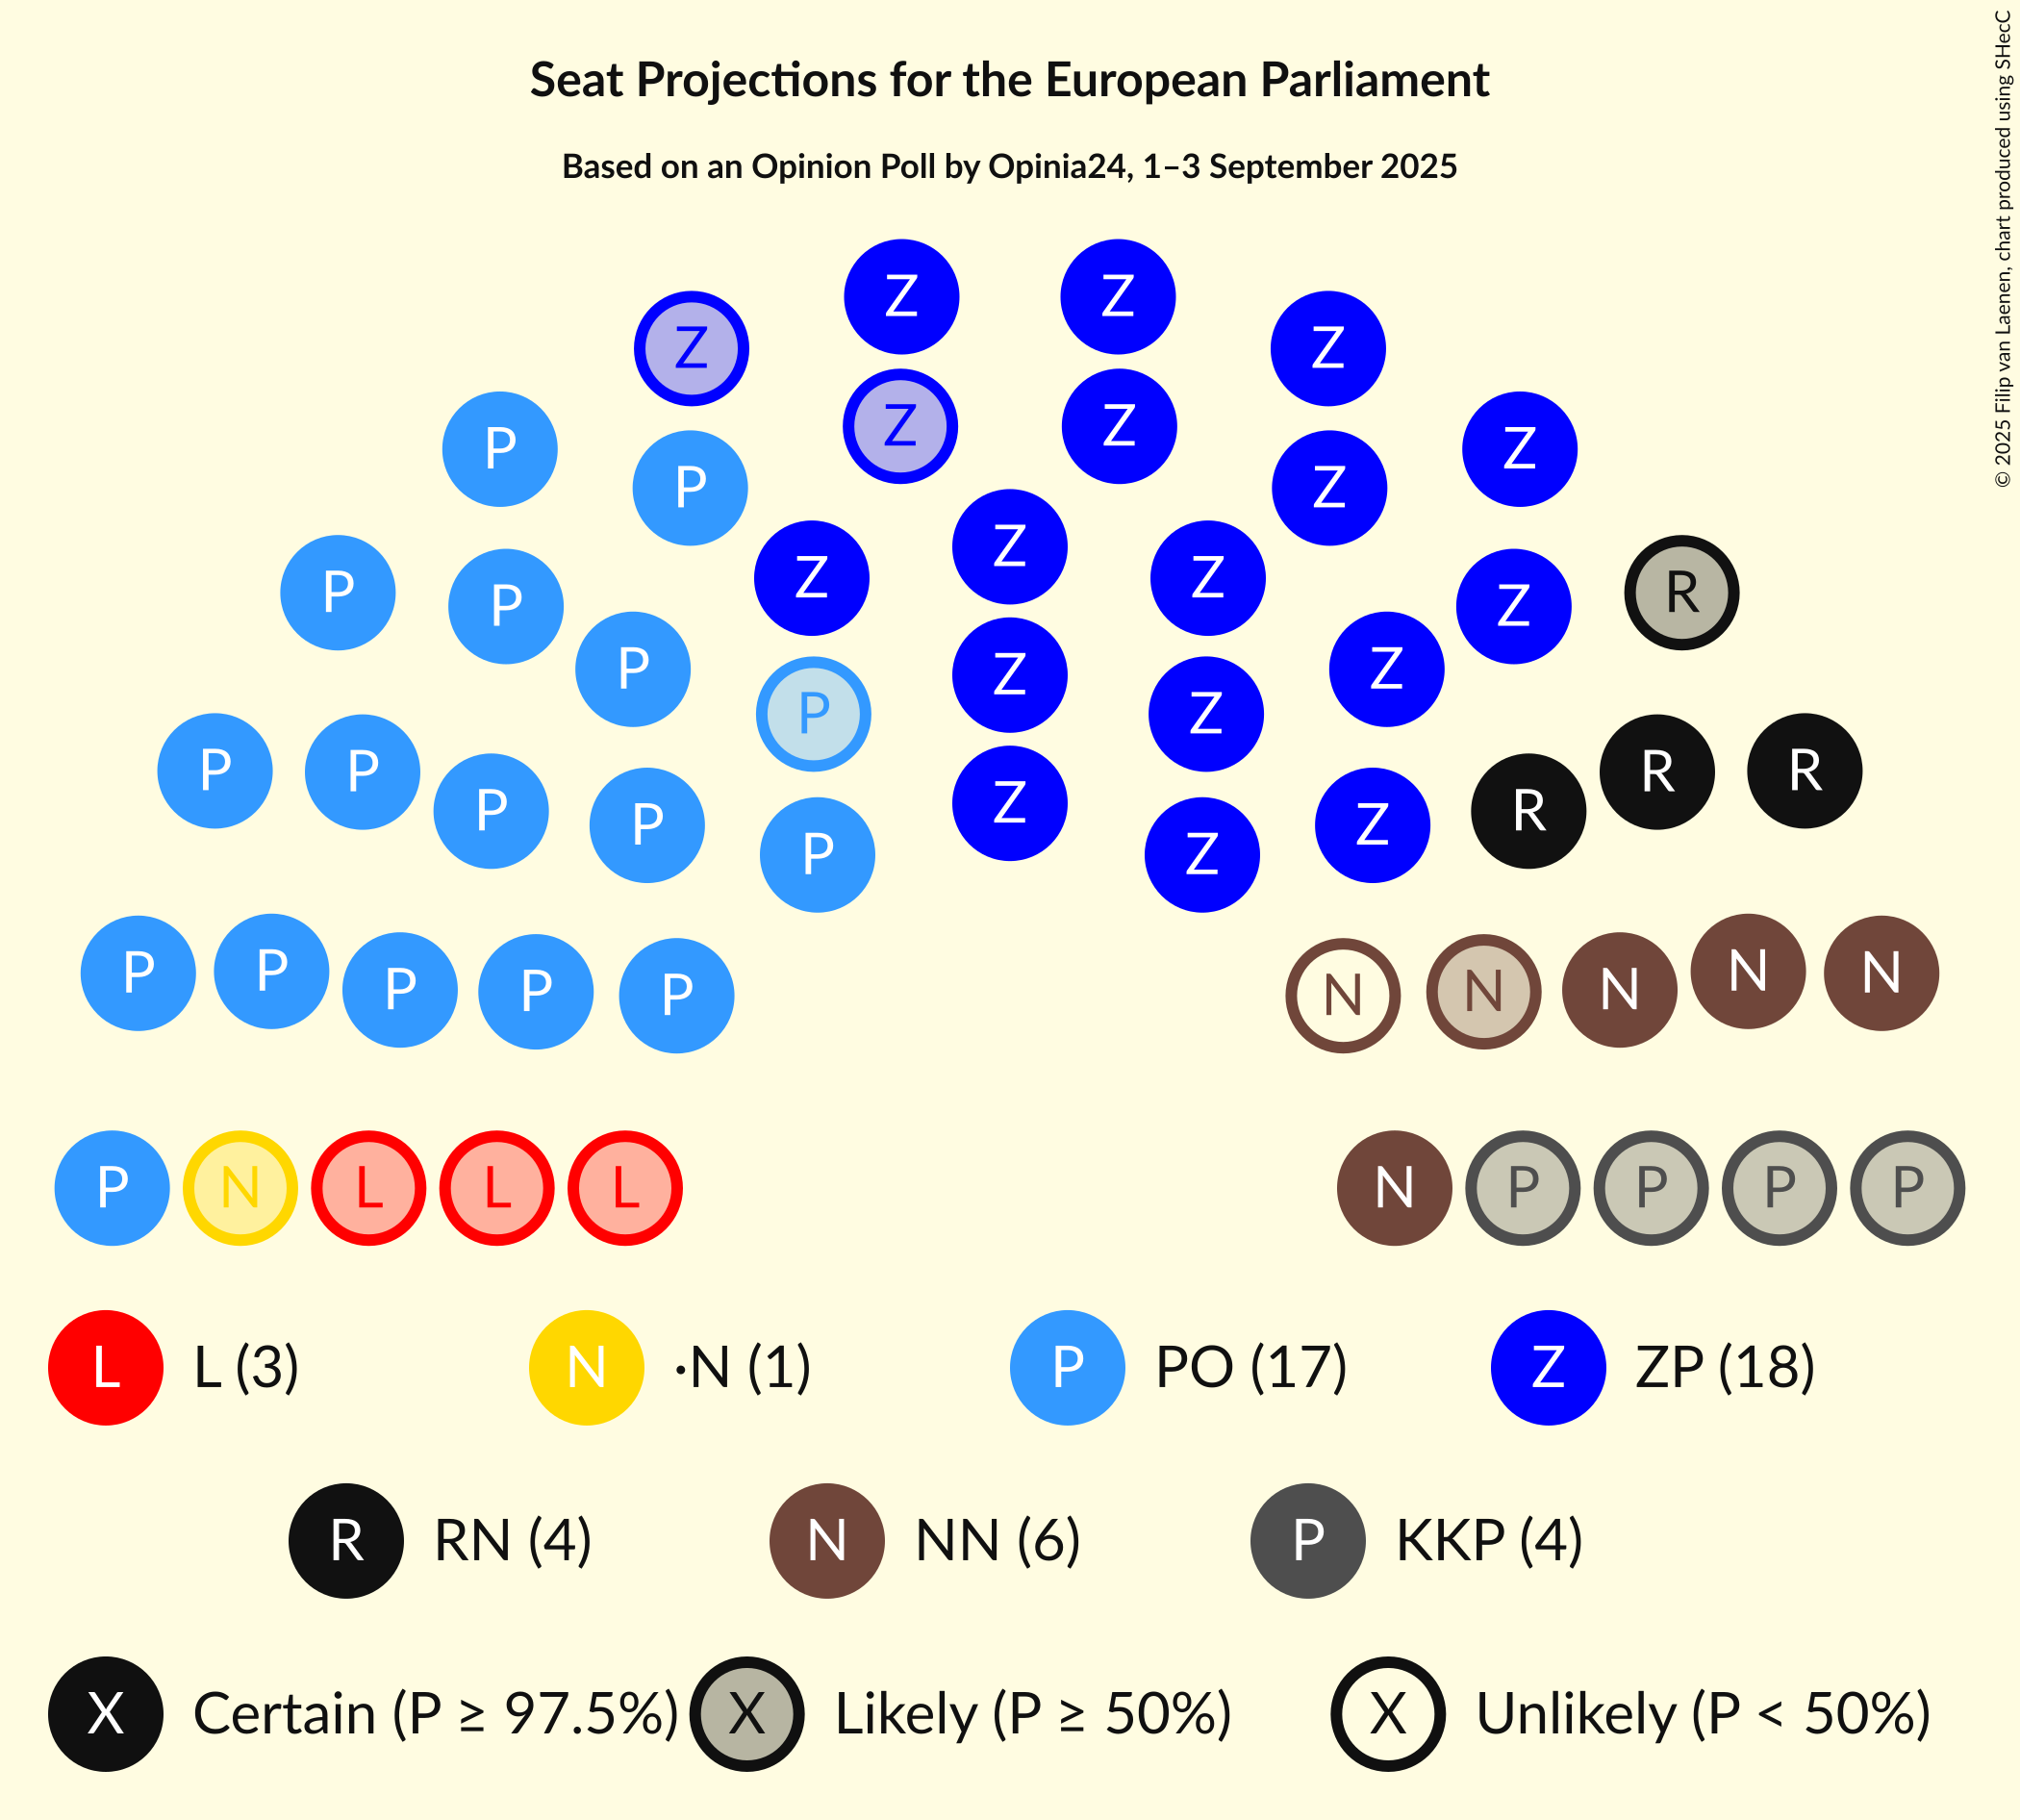 Seat Projections for the European Parliament
Based on an Opinion Poll by Opinia24, 1–3 September 2025
© 2025 Filip van Laenen, chart produced using SHecC
Z Z
Z Z
P Z Z Z
P P Z Z
Z
Z Z
P P Z R
P P Z
P Z Z
P P R R
P P Z R
P Z Z
P Z
P P P P P N N N N N
P N L L L N P P P P
L L (3) N ·N (1) P PO (17) Z ZP (18)
R RN (4) N NN (6) P KKP (4)
X Certain (P ≥ 97.5%) X Likely (P ≥ 50%) X Unlikely (P < 50%)